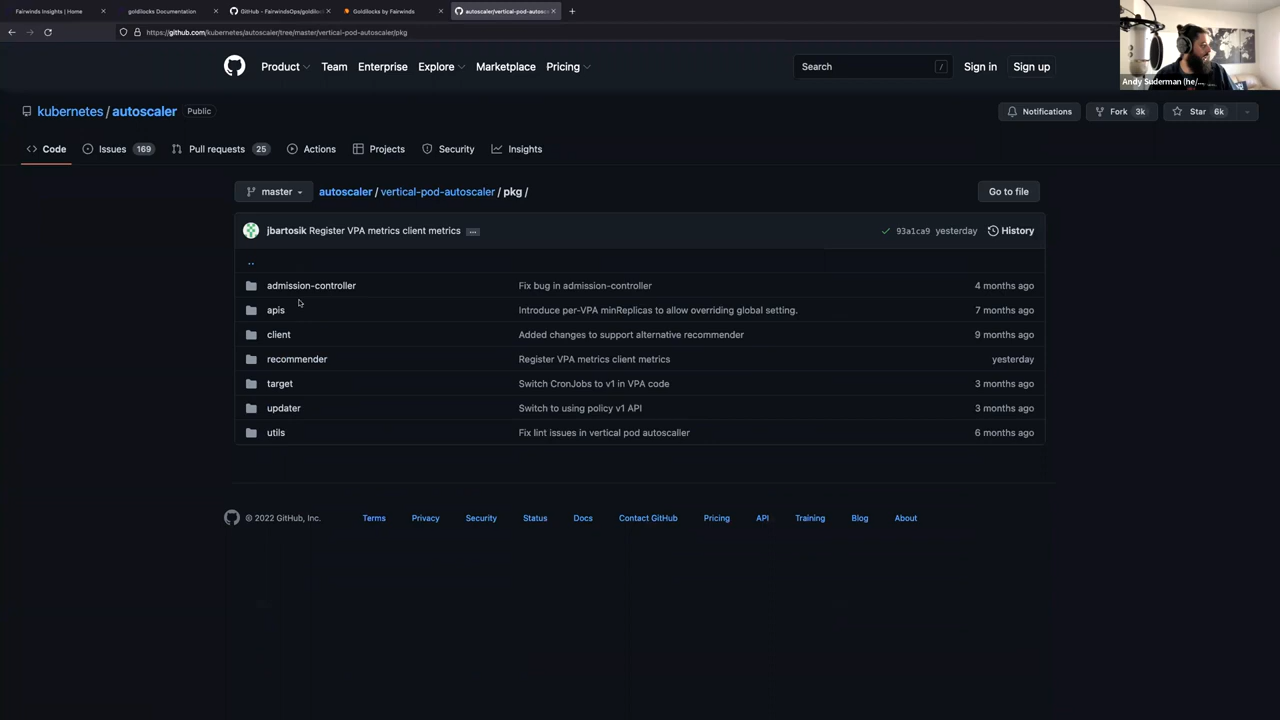 Fairwinds Insights | Home
goldilocks Documentation
GitHub - FairwindsOps/goldiloc
Goldilocks by Fairwinds
autoscaler/vertical-pod-autosc
https://github.com/kubernetes/autoscaler/tree/master/vertical-pod-autoscaler/pkg
Andy Suderman (he/...
Product Team Enterprise Explore Marketplace Pricing Search / Sign in Sign up
kubernetes / autoscaler Public Notifications Fork 3k Star 6k
Code Issues 169 Pull requests 25 Actions Projects Security Insights
master autoscaler / vertical-pod-autoscaler / pkg / Go to file
jbartosik Register VPA metrics client metrics ... 93a1ca9 yesterday History
..
admission-controller Fix bug in admission-controller 4 months ago
apis Introduce per-VPA minReplicas to allow overriding global setting. 7 months ago
client Added changes to support alternative recommender 9 months ago
recommender Register VPA metrics client metrics yesterday
target Switch CronJobs to v1 in VPA code 3 months ago
updater Switch to using policy v1 API 3 months ago
utils Fix lint issues in vertical pod autoscaller 6 months ago
© 2022 GitHub, Inc. Terms Privacy Security Status Docs Contact GitHub Pricing API Training Blog About